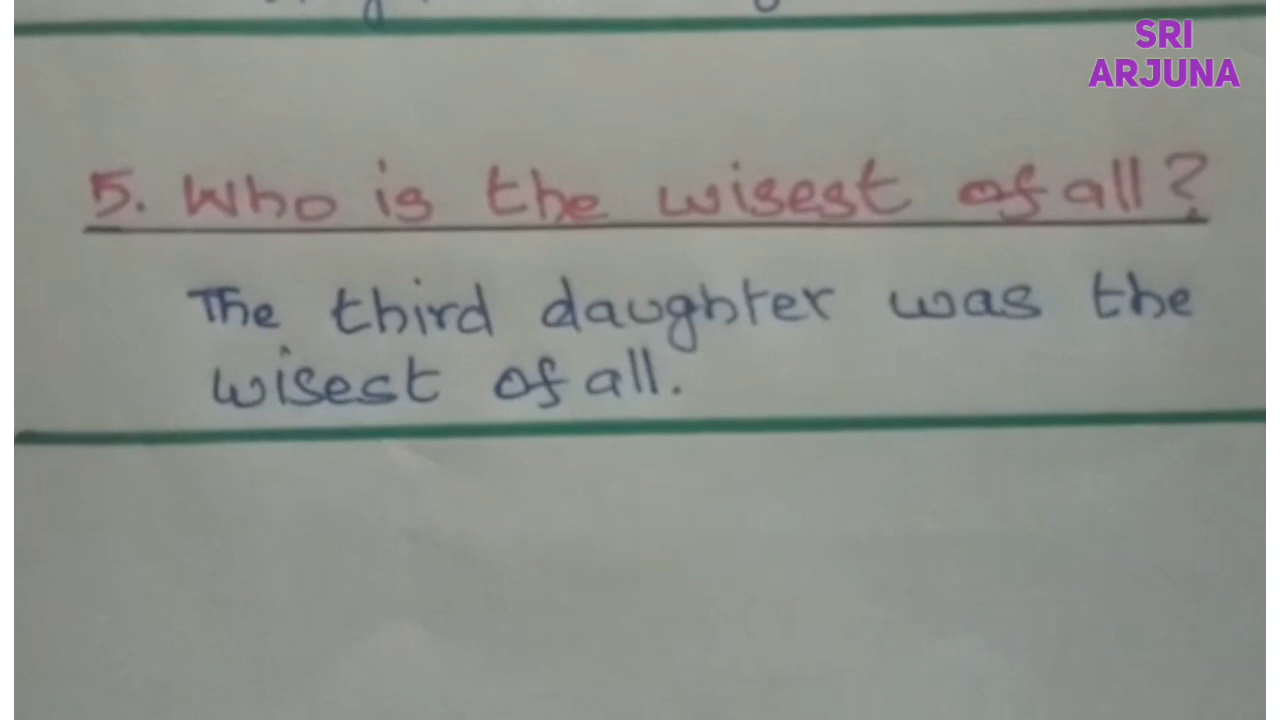 SRI
ARJUNA
5. Who is the wisest of all?
The third daughter was the
wisest of all.